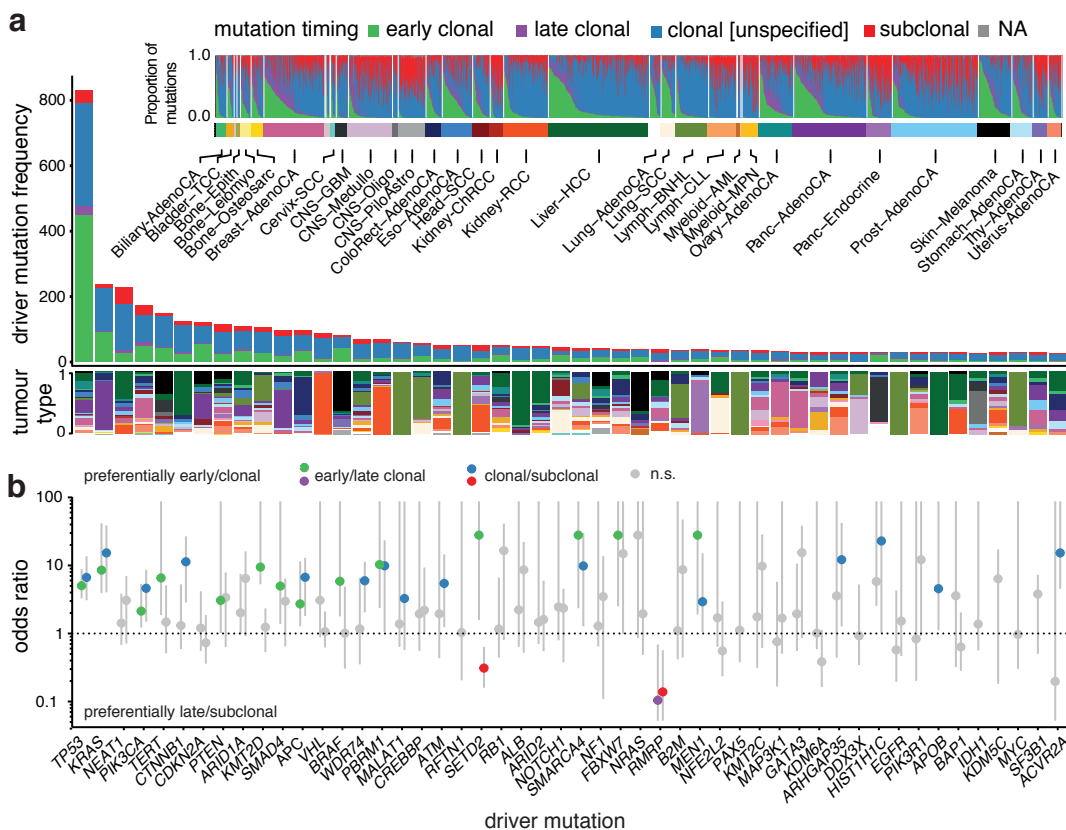 a
mutation timing early clonal late clonal clonal [unspecified] subclonal NA
Proportion of
mutations
1.0
0.0
driver mutation frequency
800
600
400
200
0
Biliary-AdenoCA
Bladder-TCC
Bone-Epith
Bone-Leiomyo
Bone-Osteosarc
Breast-AdenoCA
Cervix-SCC
CNS-GBM
CNS-Medullo
CNS-Oligo
CNS-PiloAstro
ColoRect-AdenoCA
Eso-AdenoCA
Head-SCC
Kidney-ChRCC
Kidney-RCC
Liver-HCC
Lung-AdenoCA
Lung-SCC
Lymph-BNHL
Lymph-CLL
Myeloid-AML
Myeloid-MPN
Ovary-AdenoCA
Panc-AdenoCA
Panc-Endocrine
Prost-AdenoCA
Skin-Melanoma
Stomach-AdenoCA
Thy-AdenoCA
Uterus-AdenoCA
tumour
type
1
0
b
preferentially early/clonal early/late clonal clonal/subclonal n.s.
odds ratio
100
10
1
0.1
preferentially late/subclonal
TP53
KRAS
NEAT1
PIK3CA
TERT
CTNNB1
CDKN2A
PTEN
ARID1A
KMT2D
SMAD4
APC
VHL
BRAF
WDR74
PBRM1
MALAT1
CREBBP
ATM
RFTN1
SETD2
RB1
ALB
ARID2
NOTCH1
SMARCA4
NF1
FBXW7
NRAS
RMRP
B2M
MEN1
NFE2L2
PAX5
KMT2C
MAP3K1
GATA3
KDM6A
ARHGAP35
DDX3X
HIST1H1C
EGFR
PIK3R1
APOB
BAP1
IDH1
KDM5C
MYC
SF3B1
ACVR2A
driver mutation